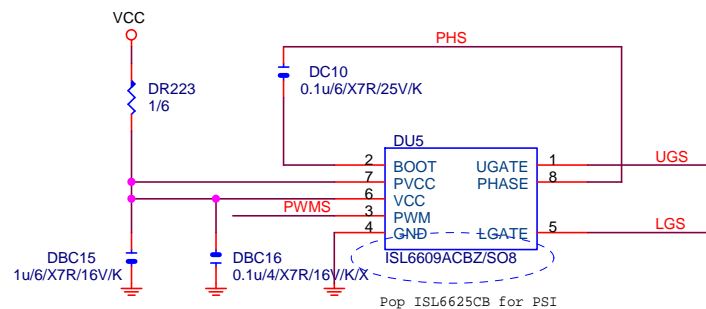 VCC
PHS
DR223
1/6
DC10
0.1u/6/X7R/25V/K
DU5
2 BOOT UGATE 1 UGS
7 PVCC PHASE 8
6 VCC
PWMS 3 PWM
4 GND LGATE 5 LGS
ISL6609ACBZ/SO8
DBC15
1u/6/X7R/16V/K
DBC16
0.1u/4/X7R/16V/K/X
Pop ISL6625CB for PSI